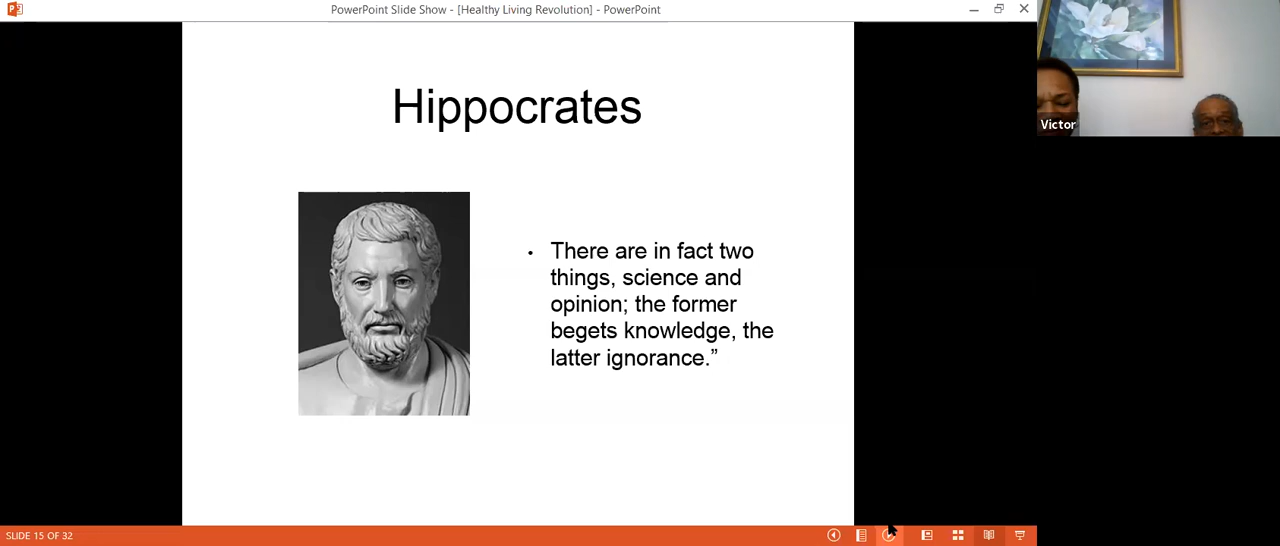 PowerPoint Slide Show - [Healthy Living Revolution] - PowerPoint
Victor
Hippocrates
• There are in fact two
things, science and
opinion; the former
begets knowledge, the
latter ignorance.”
SLIDE 15 OF 32